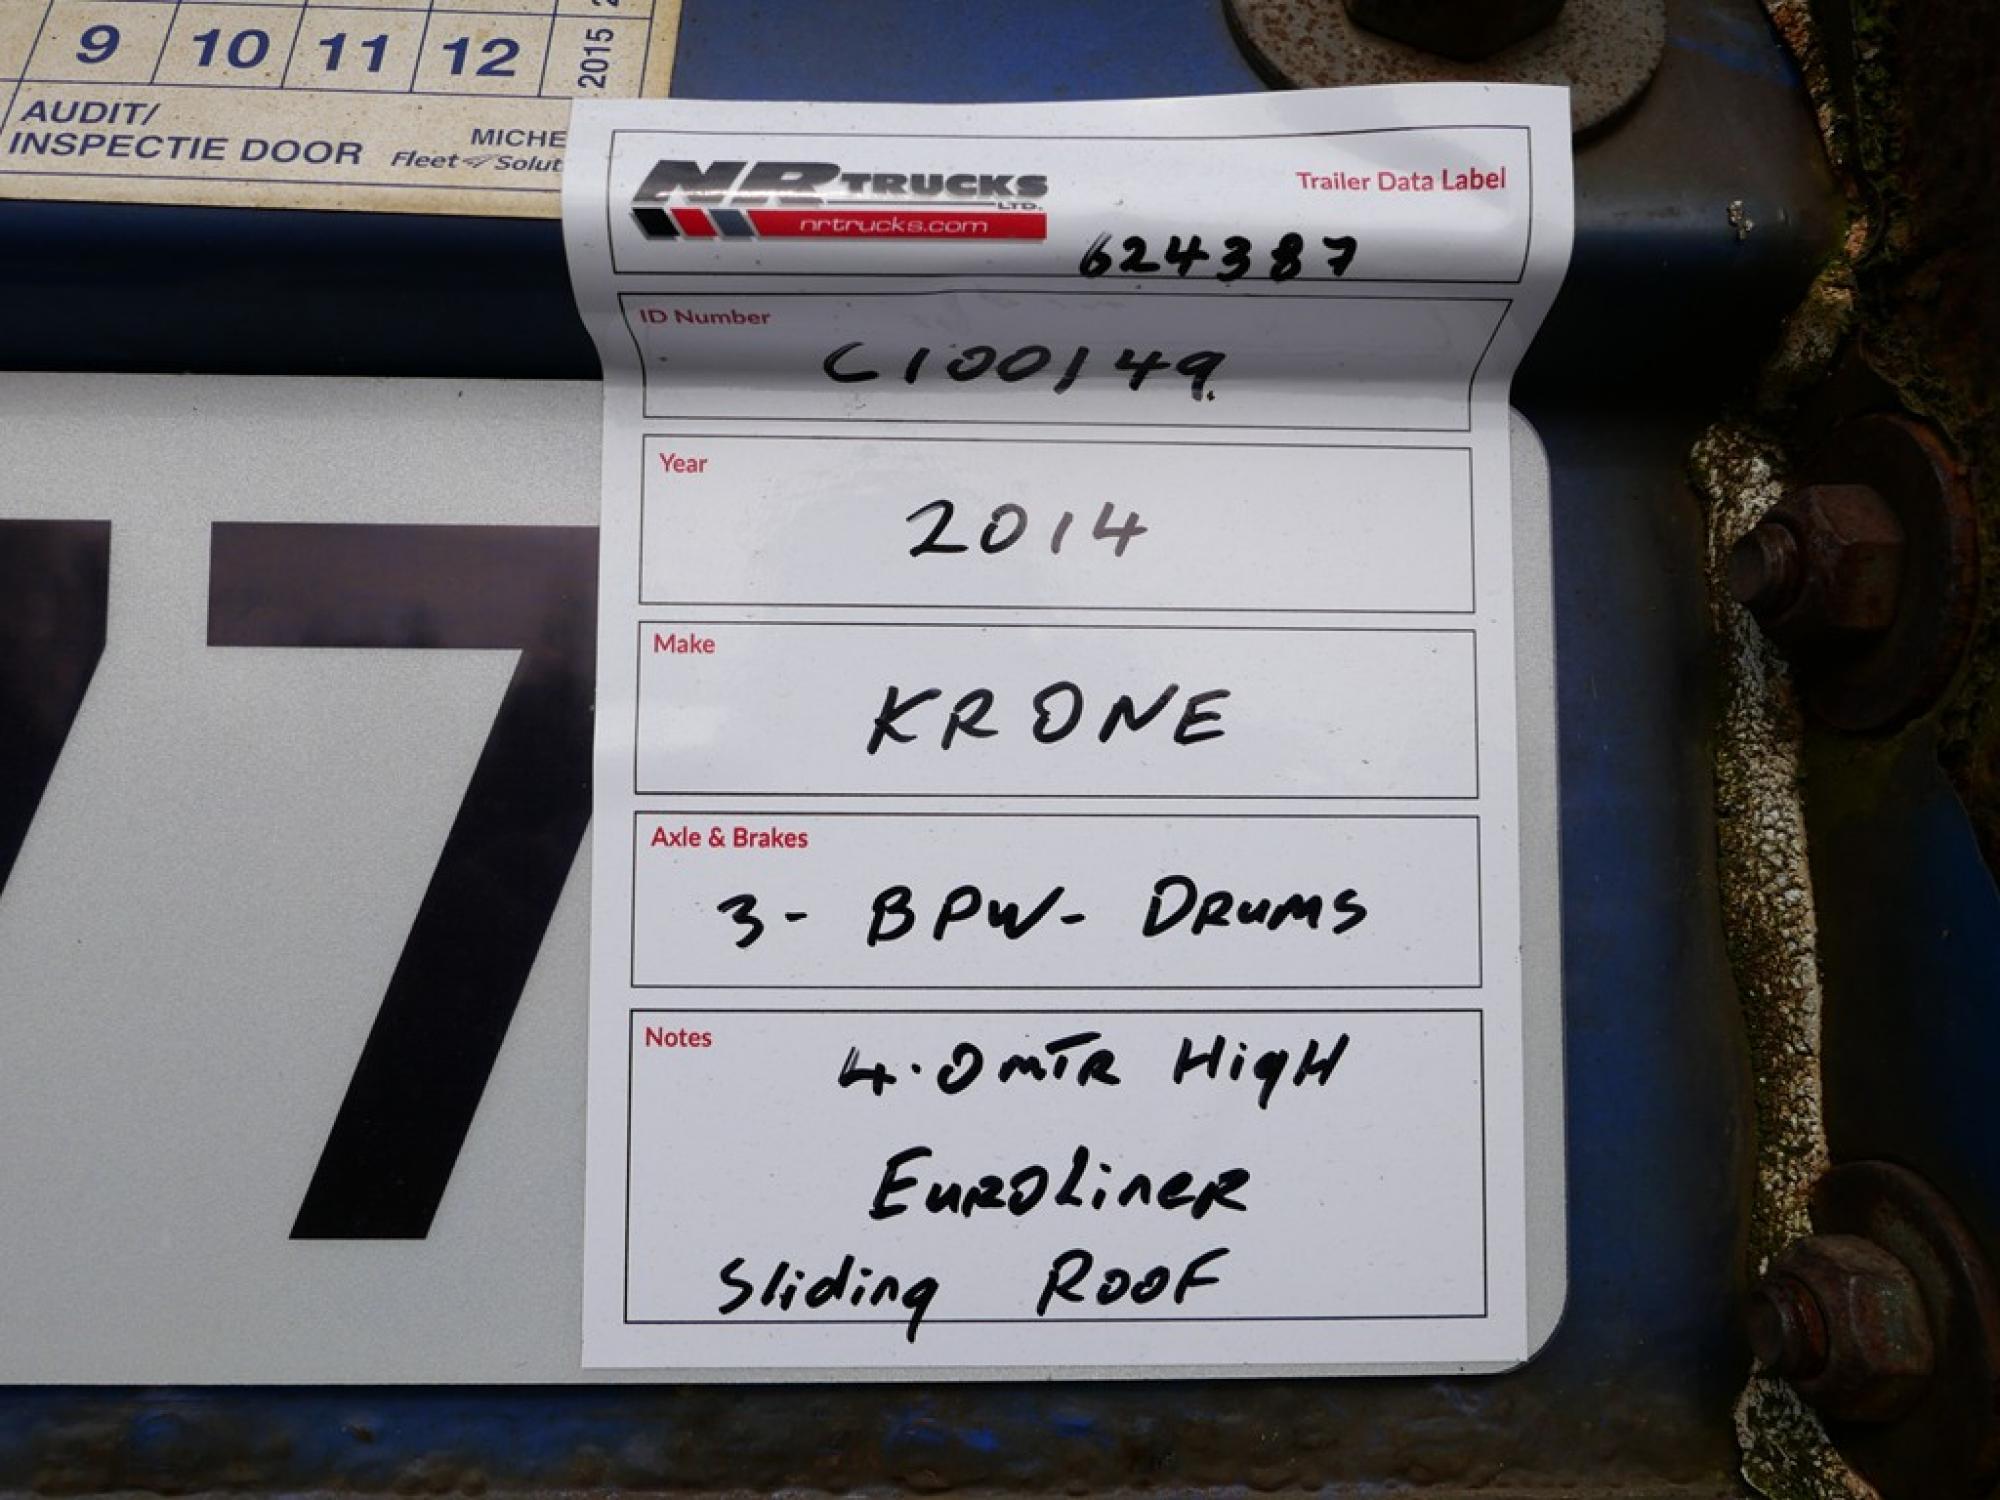 9 10 11 12 2015
AUDIT/
INSPECTIE DOOR
MICHE
Fleet Solut
NR TRUCKS LTD.
nrtrucks.com
Trailer Data Label
624387
ID Number
C100149.
Year
2014
Make
KRONE
Axle & Brakes
3- BPW- DRUMS
Notes
4.0 MTR HigH
EUROLiNER
Sliding ROOF
7